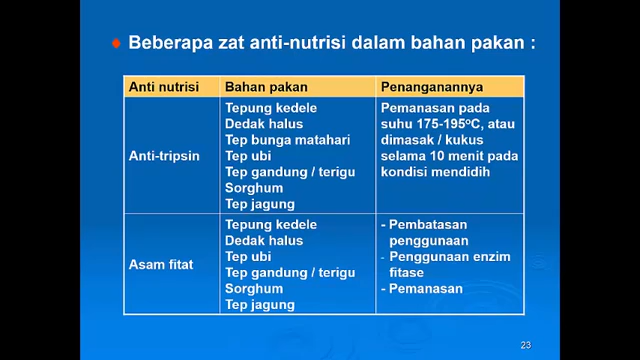 Beberapa zat anti-nutrisi dalam bahan pakan :
Anti nutrisi
Bahan pakan
Penanganannya
Anti-tripsin
Tepung kedele
Dedak halus
Tep bunga matahari
Tep ubi
Tep gandung / terigu
Sorghum
Tep jagung
Pemanasan pada
suhu 175-195ºC, atau
dimasak / kukus
selama 10 menit pada
kondisi mendidih
Asam fitat
Tepung kedele
Dedak halus
Tep ubi
Tep gandung / terigu
Sorghum
Tep jagung
- Pembatasan
penggunaan
- Penggunaan enzim
fitase
- Pemanasan
23